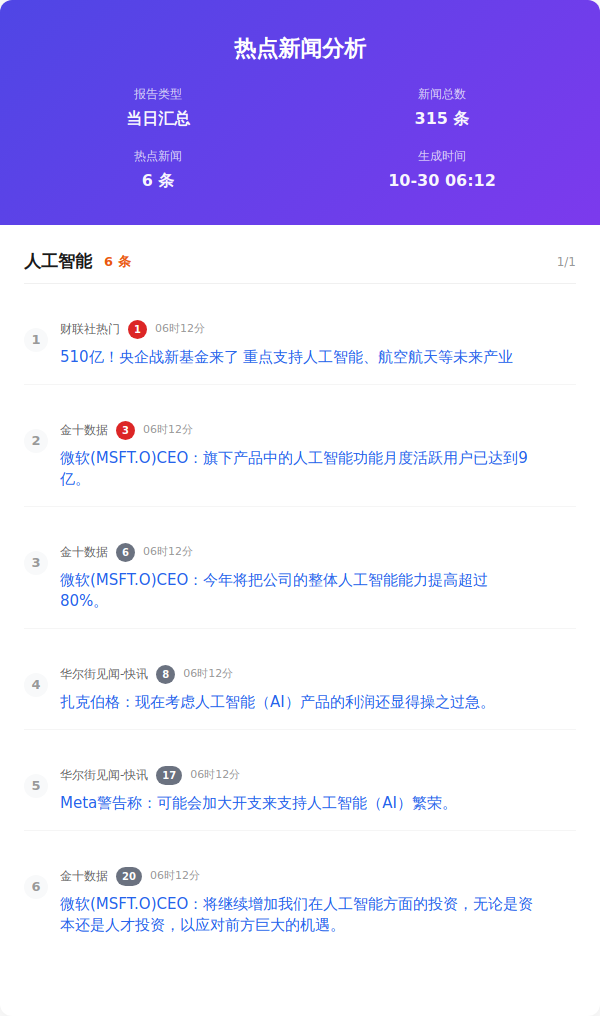 热点新闻分析
报告类型
新闻总数
当日汇总
315 条
热点新闻
生成时间
6 条
10-30 06:12
人工智能 6 条 1/1
1
财联社热门 1 06时12分
510亿！央企战新基金来了 重点支持人工智能、航空航天等未来产业
2
金十数据 3 06时12分
微软(MSFT.O)CEO：旗下产品中的人工智能功能月度活跃用户已达到9
亿。
3
金十数据 6 06时12分
微软(MSFT.O)CEO：今年将把公司的整体人工智能能力提高超过
80%。
4
华尔街见闻-快讯 8 06时12分
扎克伯格：现在考虑人工智能（AI）产品的利润还显得操之过急。
5
华尔街见闻-快讯 17 06时12分
Meta警告称：可能会加大开支来支持人工智能（AI）繁荣。
6
金十数据 20 06时12分
微软(MSFT.O)CEO：将继续增加我们在人工智能方面的投资，无论是资
本还是人才投资，以应对前方巨大的机遇。